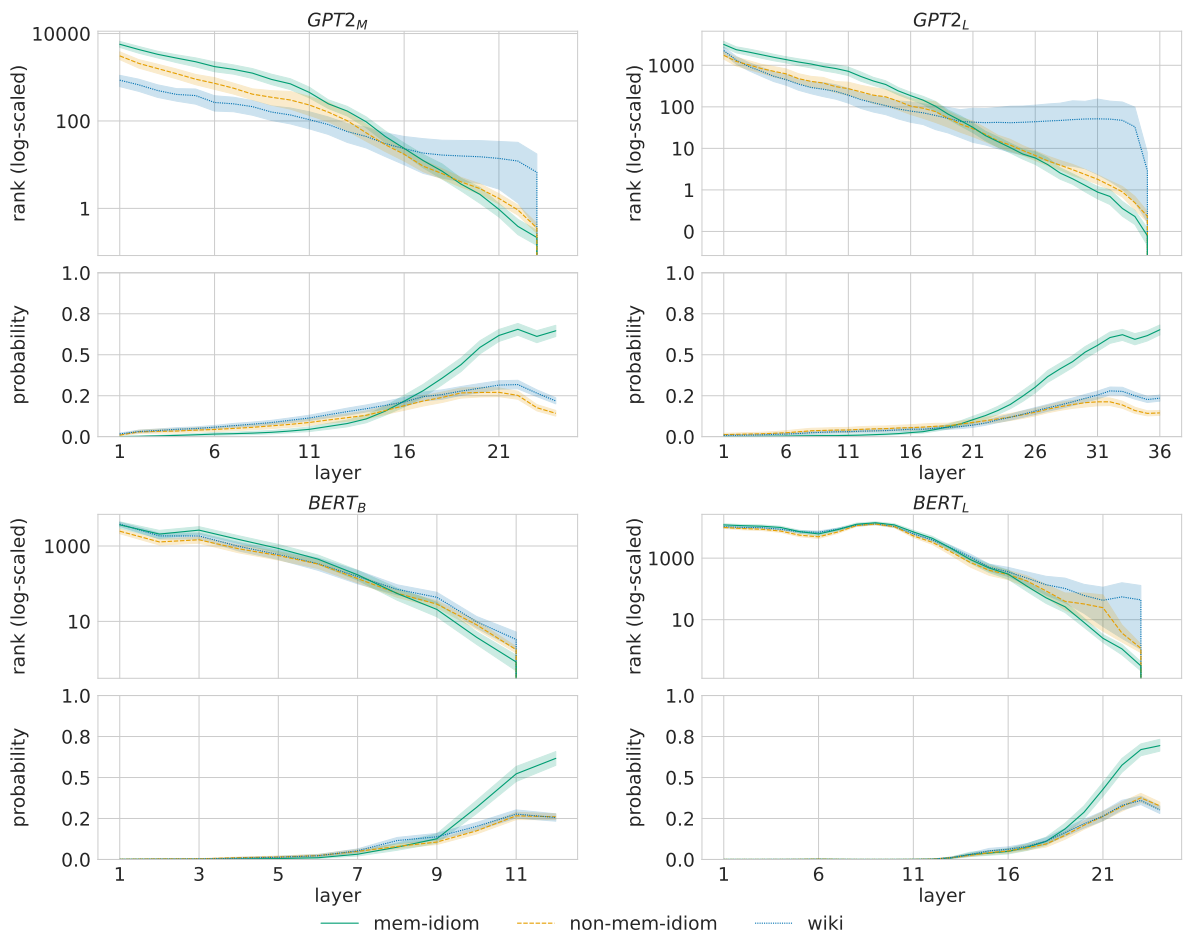 GPT2M
GPT2L
10000
100
1
rank (log-scaled)
1000
100
10
1
0
rank (log-scaled)
1.0
0.8
0.5
0.2
0.0
probability
1 6 11 16 21
layer
1.0
0.8
0.5
0.2
0.0
probability
1 6 11 16 21 26 31 36
layer
BERTB
BERTL
1000
10
rank (log-scaled)
1000
10
rank (log-scaled)
1.0
0.8
0.5
0.2
0.0
probability
1 3 5 7 9 11
layer
1.0
0.8
0.5
0.2
0.0
probability
1 6 11 16 21
layer
mem-idiom non-mem-idiom wiki